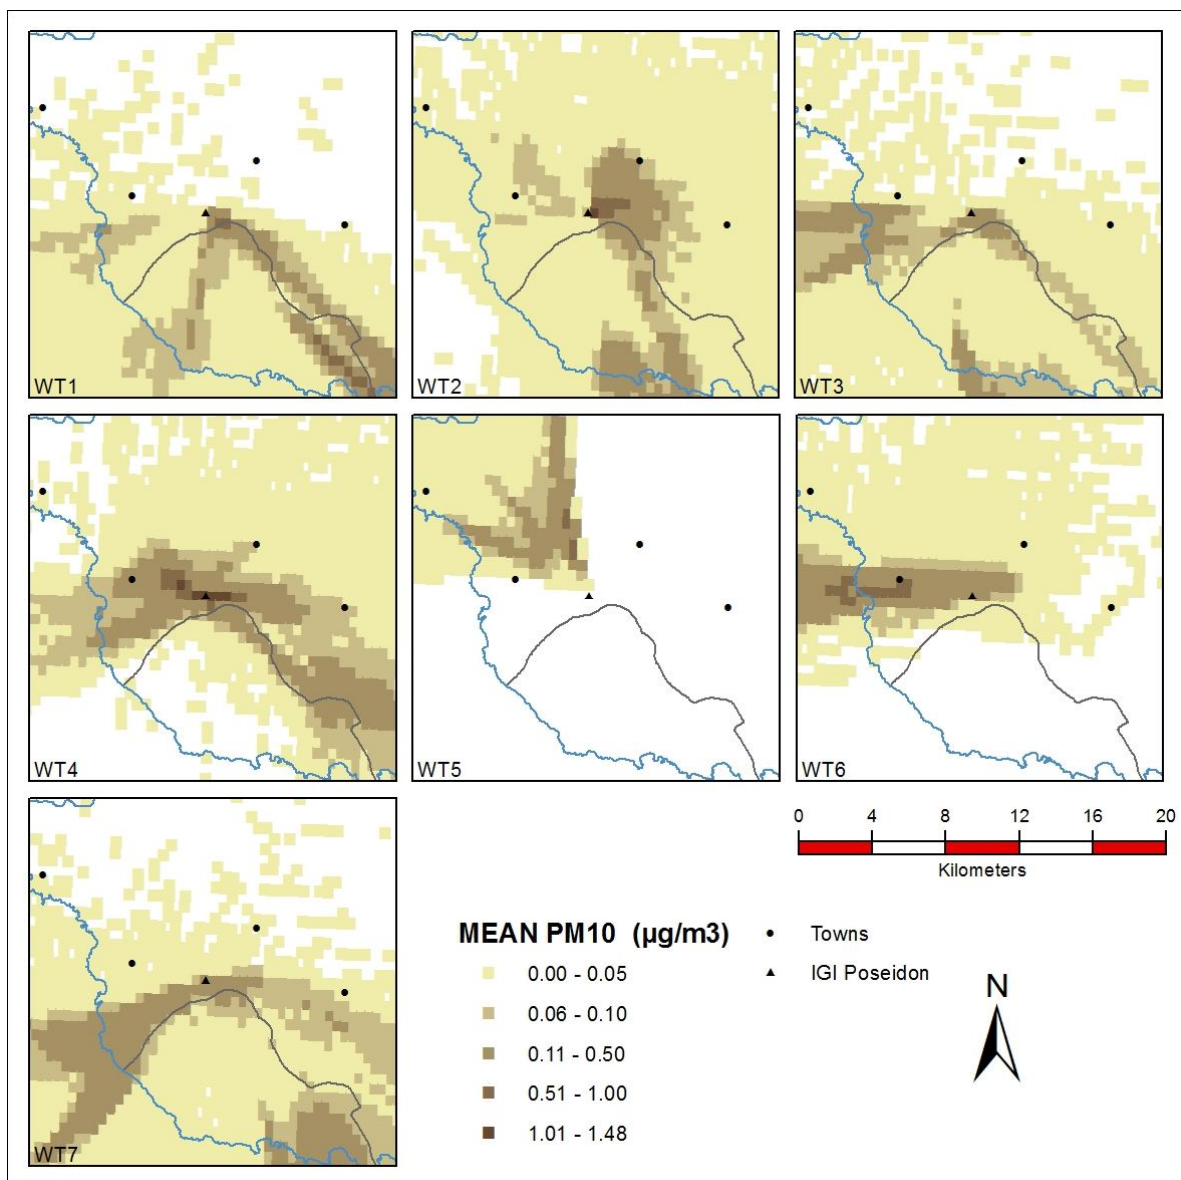 WT1
WT2
WT3
WT4
WT5
WT6
WT7
0 4 8 12 16 20
Kilometers
MEAN PM10 (µg/m3)
0.00 - 0.05
0.06 - 0.10
0.11 - 0.50
0.51 - 1.00
1.01 - 1.48
Towns
IGI Poseidon
N